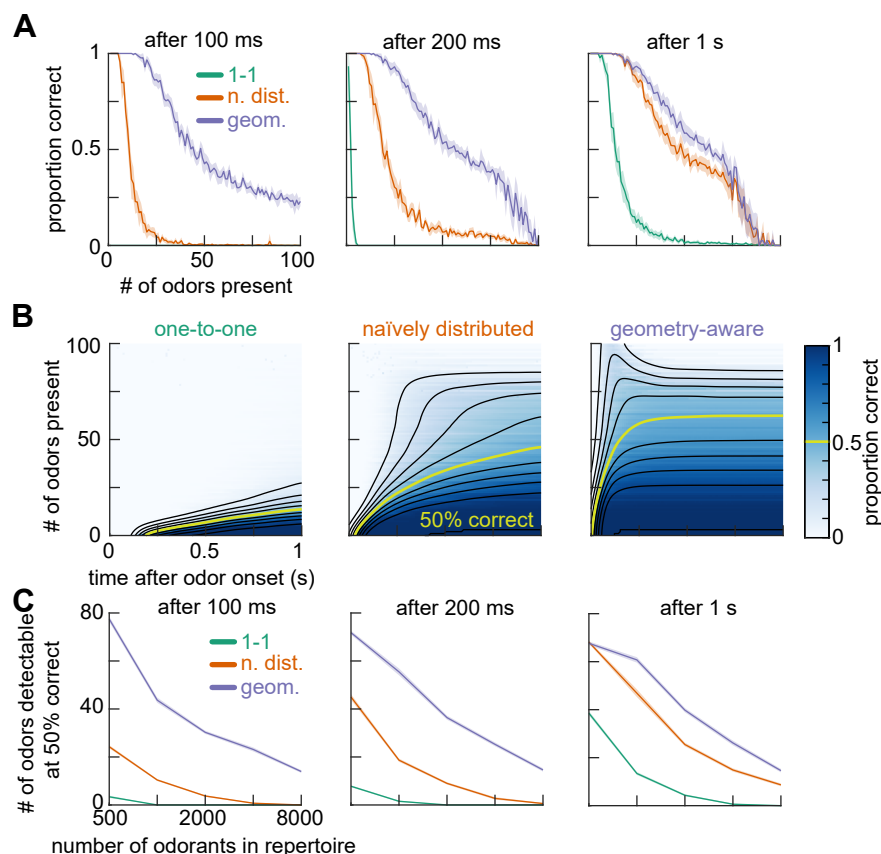 A
after 100 ms
after 200 ms
after 1 s
proportion correct
1
0.5
0
1-1
n. dist.
geom.
0
50
100
# of odors present
B
one-to-one
naïvely distributed
geometry-aware
# of odors present
100
50
0
50% correct
0
0.5
1
time after odor onset (s)
1
0.5
0
proportion correct
C
after 100 ms
after 200 ms
after 1 s
# of odors detectable
at 50% correct
80
40
0
1-1
n. dist.
geom.
500
2000
8000
number of odorants in repertoire